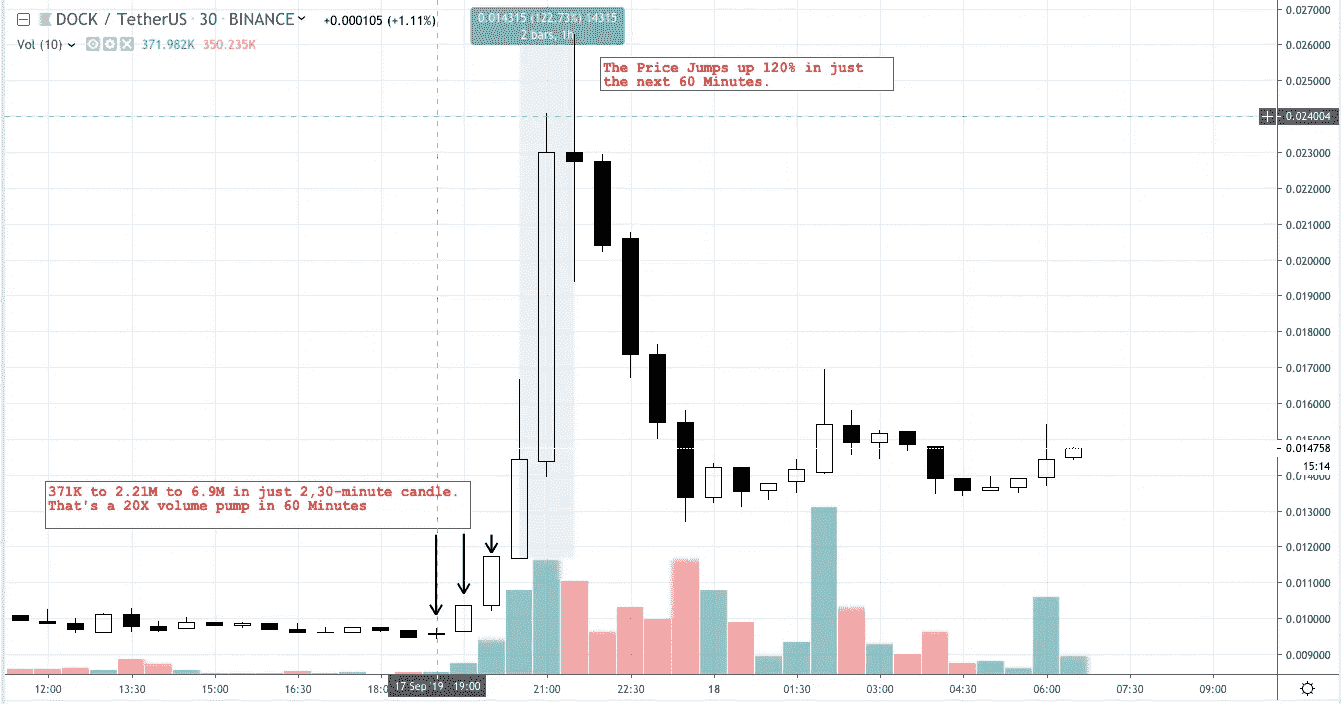 DOCK / TetherUS · 30 · BINANCE +0.000105 (+1.11%)
Vol (10) 371.982K 350.235K
0.014315 (122.73%) 14315
2 bars, 1h
The Price Jumps up 120% in just
the next 60 Minutes.
371K to 2.21M to 6.9M in just 2,30-minute candle.
That's a 20X volume pump in 60 Minutes
0.027000
0.026000
0.025000
0.024004
0.023000
0.022000
0.021000
0.020000
0.019000
0.018000
0.017000
0.016000
0.015000
0.014758
15:14
0.014000
0.013000
0.012000
0.011000
0.010000
0.009000
12:00 13:30 15:00 16:30 18:0 17 Sep '19 19:00 21:00 22:30 18 01:30 03:00 04:30 06:00 07:30 09:00